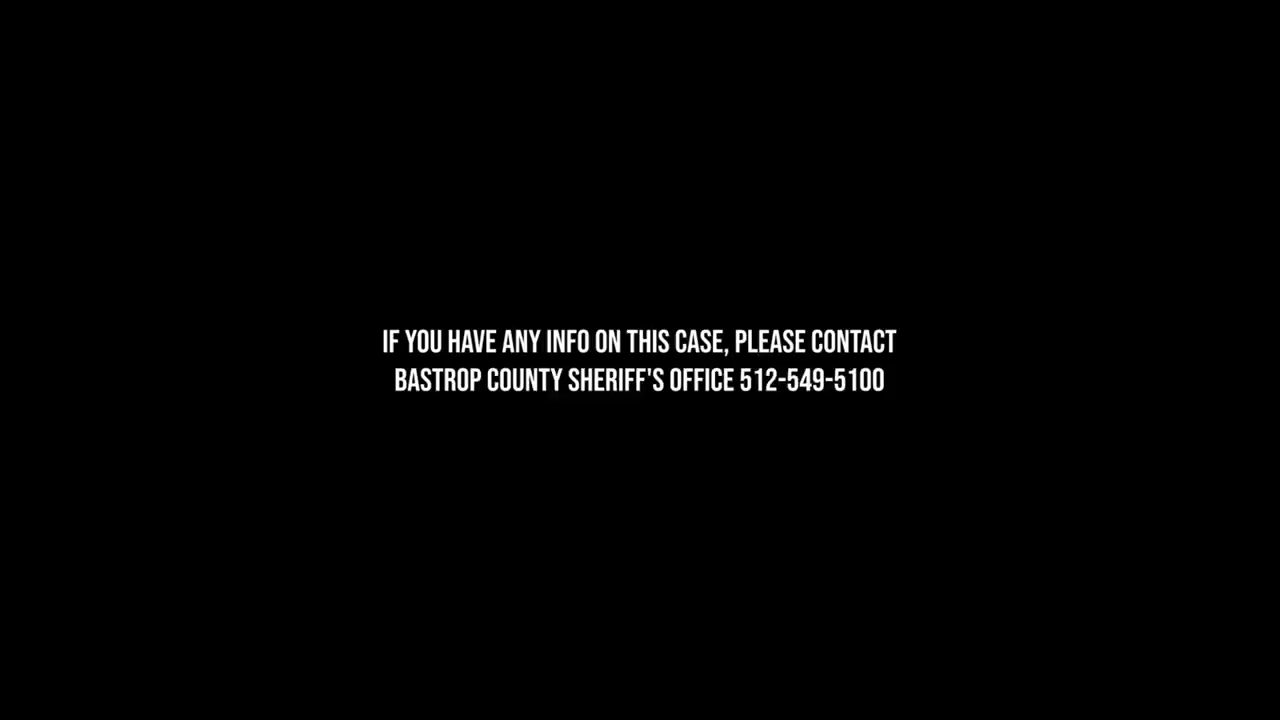 IF YOU HAVE ANY INFO ON THIS CASE, PLEASE CONTACT
BASTROP COUNTY SHERIFF'S OFFICE 512-549-5100